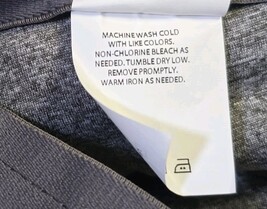 MACHINE WASH COLD
WITH LIKE COLORS.
NON-CHLORINE BLEACH AS
NEEDED. TUMBLE DRY LOW.
REMOVE PROMPTLY.
WARM IRON AS NEEDED.